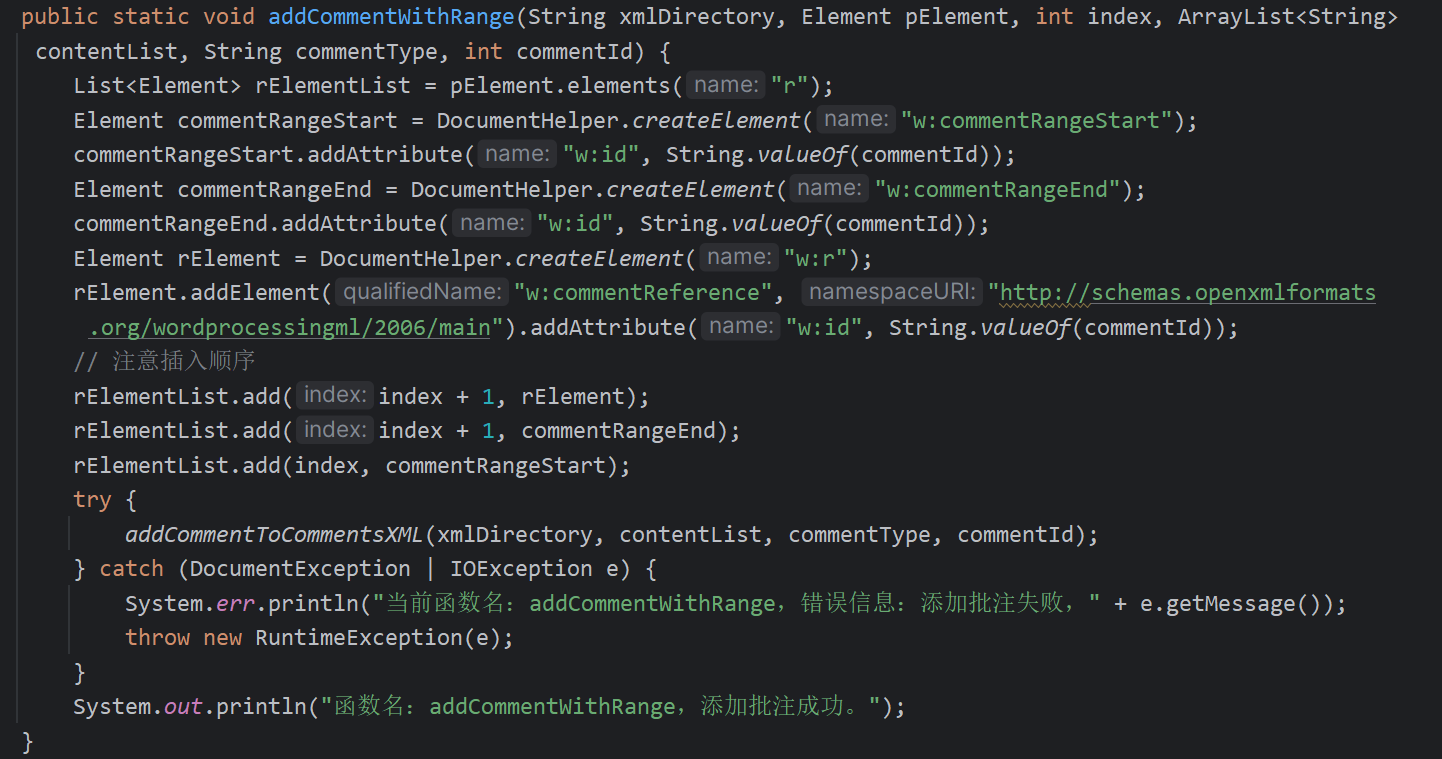 public static void addCommentWithRange(String xmlDirectory, Element pElement, int index, ArrayList<String>
contentList, String commentType, int commentId) {
List<Element> rElementList = pElement.elements( name: "r");
Element commentRangeStart = DocumentHelper.createElement( name: "w:commentRangeStart");
commentRangeStart.addAttribute( name: "w:id", String.valueOf(commentId));
Element commentRangeEnd = DocumentHelper.createElement( name: "w:commentRangeEnd");
commentRangeEnd.addAttribute( name: "w:id", String.valueOf(commentId));
Element rElement = DocumentHelper.createElement( name: "w:r");
rElement.addElement( qualifiedName: "w:commentReference", namespaceURI: "http://schemas.openxmlformats
.org/wordprocessingml/2006/main").addAttribute( name: "w:id", String.valueOf(commentId));
// 注意插入顺序
rElementList.add( index: index + 1, rElement);
rElementList.add( index: index + 1, commentRangeEnd);
rElementList.add(index, commentRangeStart);
try {
addCommentToCommentsXML(xmlDirectory, contentList, commentType, commentId);
} catch (DocumentException | IOException e) {
System.err.println("当前函数名：addCommentWithRange，错误信息：添加批注失败，" + e.getMessage());
throw new RuntimeException(e);
}
System.out.println("函数名：addCommentWithRange，添加批注成功。");
}